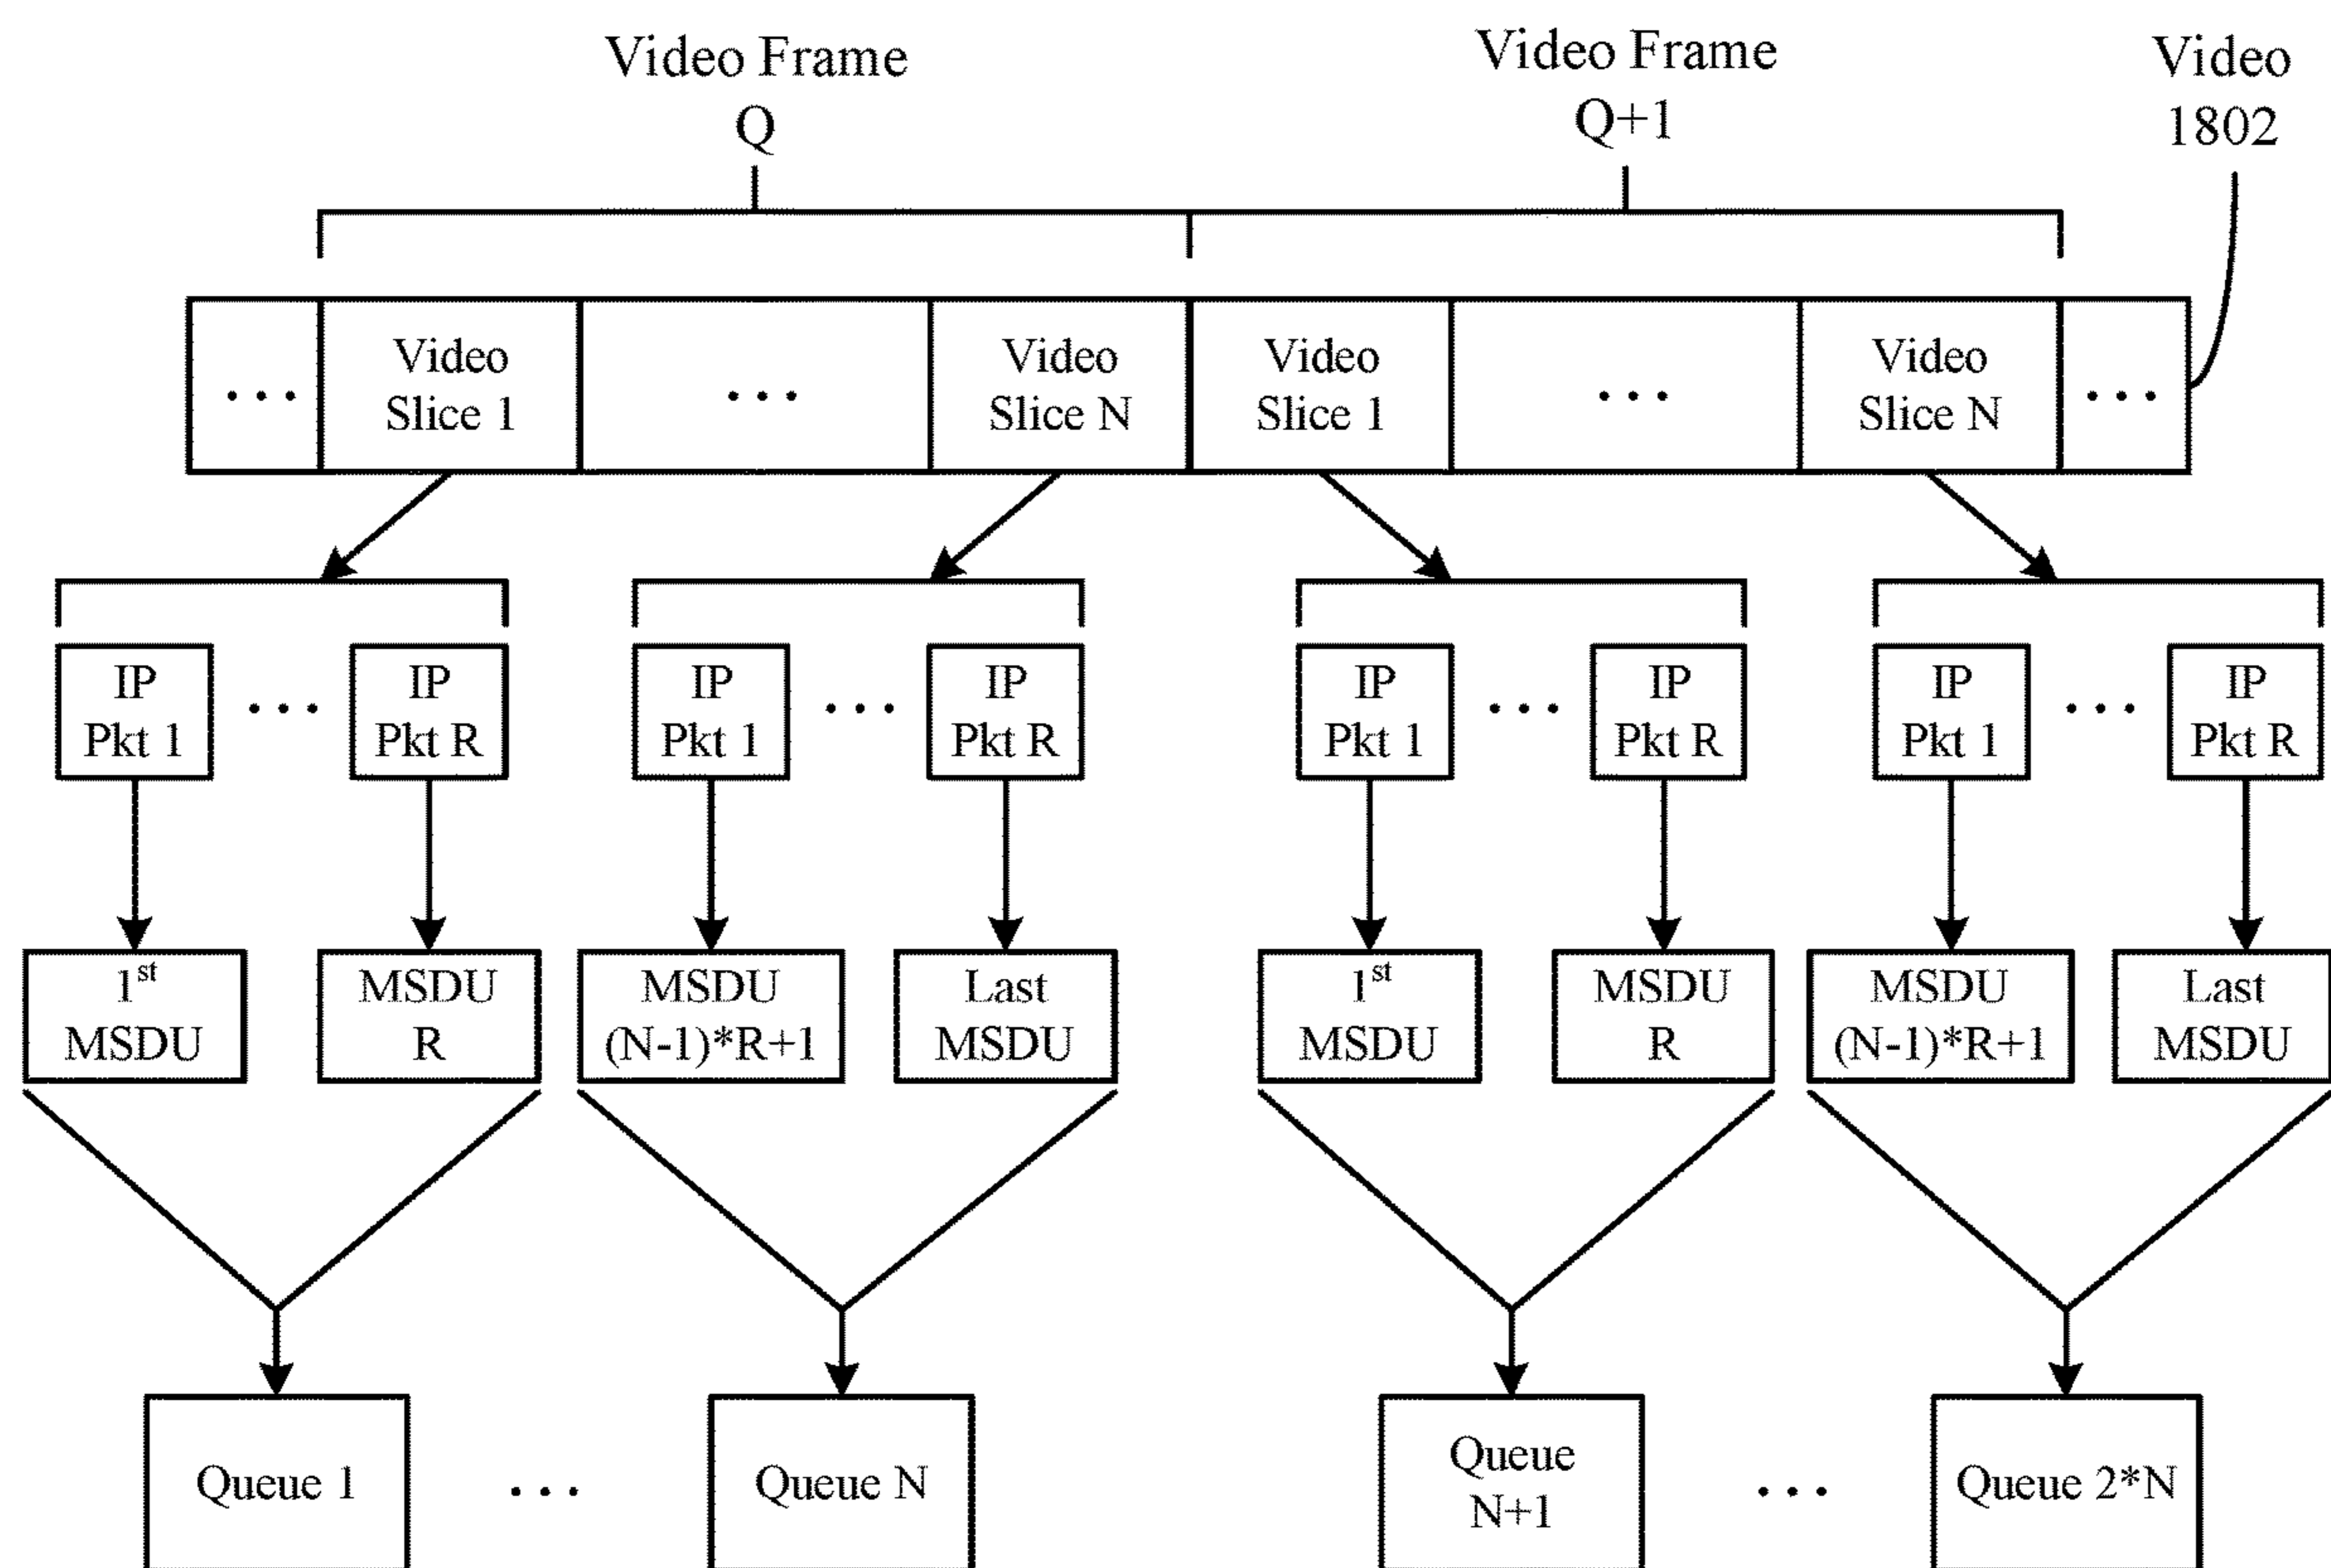 Video Frame
Q
Video Frame
Q+1
Video
1802
...
Video
Slice 1
...
Video
Slice N
Video
Slice 1
...
Video
Slice N
...
IP
Pkt 1
...
IP
Pkt R
IP
Pkt 1
...
IP
Pkt R
IP
Pkt 1
...
IP
Pkt R
IP
Pkt 1
...
IP
Pkt R
1st
MSDU
MSDU
R
MSDU
(N-1)*R+1
Last
MSDU
1st
MSDU
MSDU
R
MSDU
(N-1)*R+1
Last
MSDU
Queue 1
...
Queue N
Queue
N+1
...
Queue 2*N